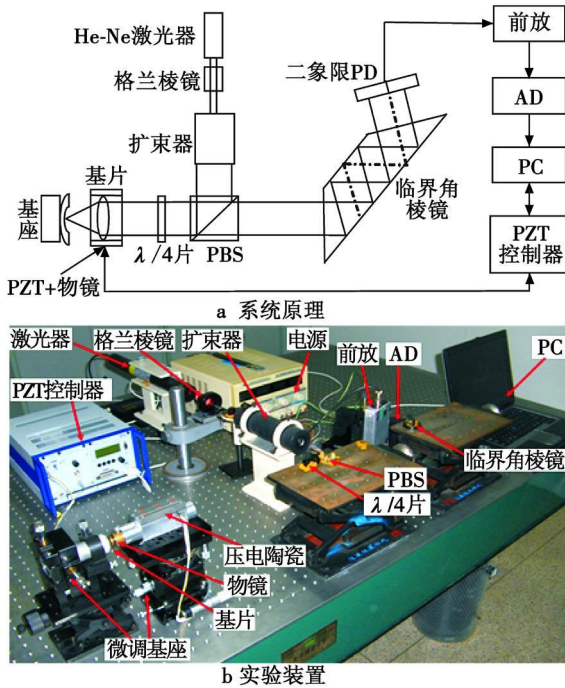 He-Ne激光器
格兰棱镜
扩束器
二象限PD
前放
AD
PC
PZT
控制器
临界角
棱镜
基片
基座
λ/4片
PBS
PZT+物镜
a 系统原理
激光器
格兰棱镜
扩束器
电源
前放
AD
PC
PZT控制器
临界角棱镜
PBS
λ/4片
压电陶瓷
物镜
基片
微调基座
b 实验装置